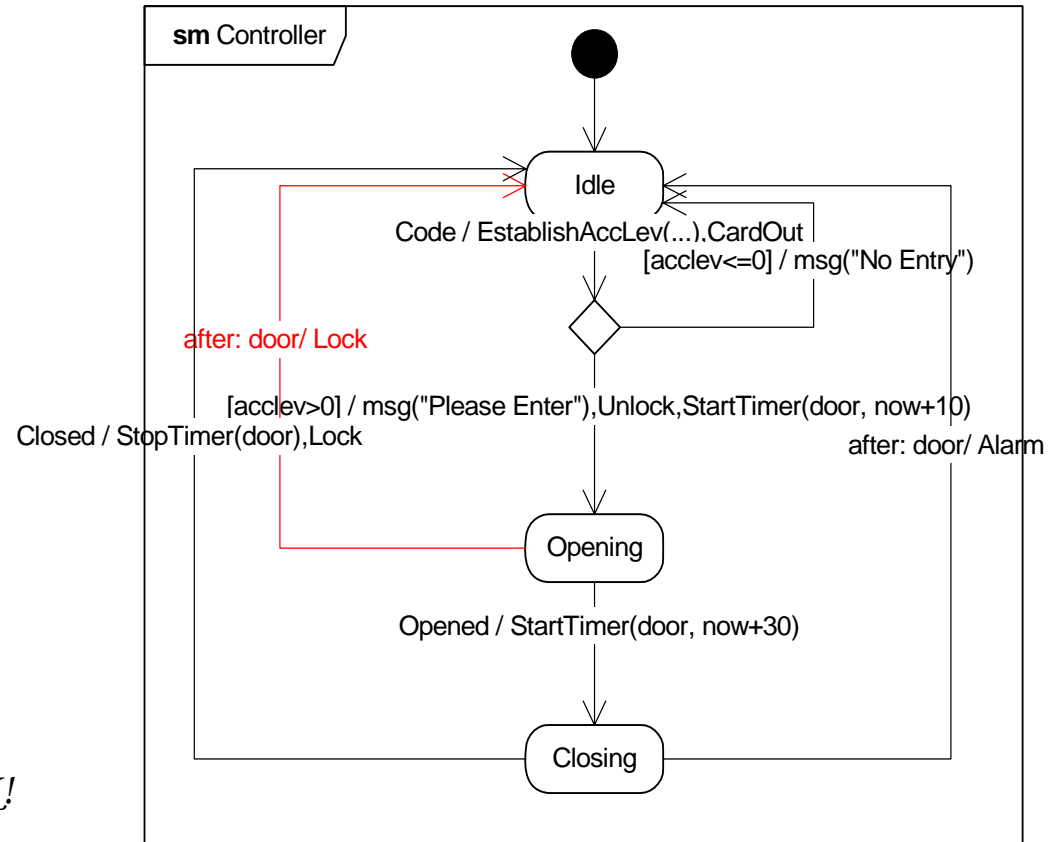 sm Controller
Idle
Code / EstablishAccLev(...),CardOut
[acclev<=0] / msg("No Entry")
after: door/ Lock
[acclev>0] / msg("Please Enter"),Unlock,StartTimer(door, now+10)
Closed / StopTimer(door),Lock
after: door/ Alarm
Opening
Opened / StartTimer(door, now+30)
Closing